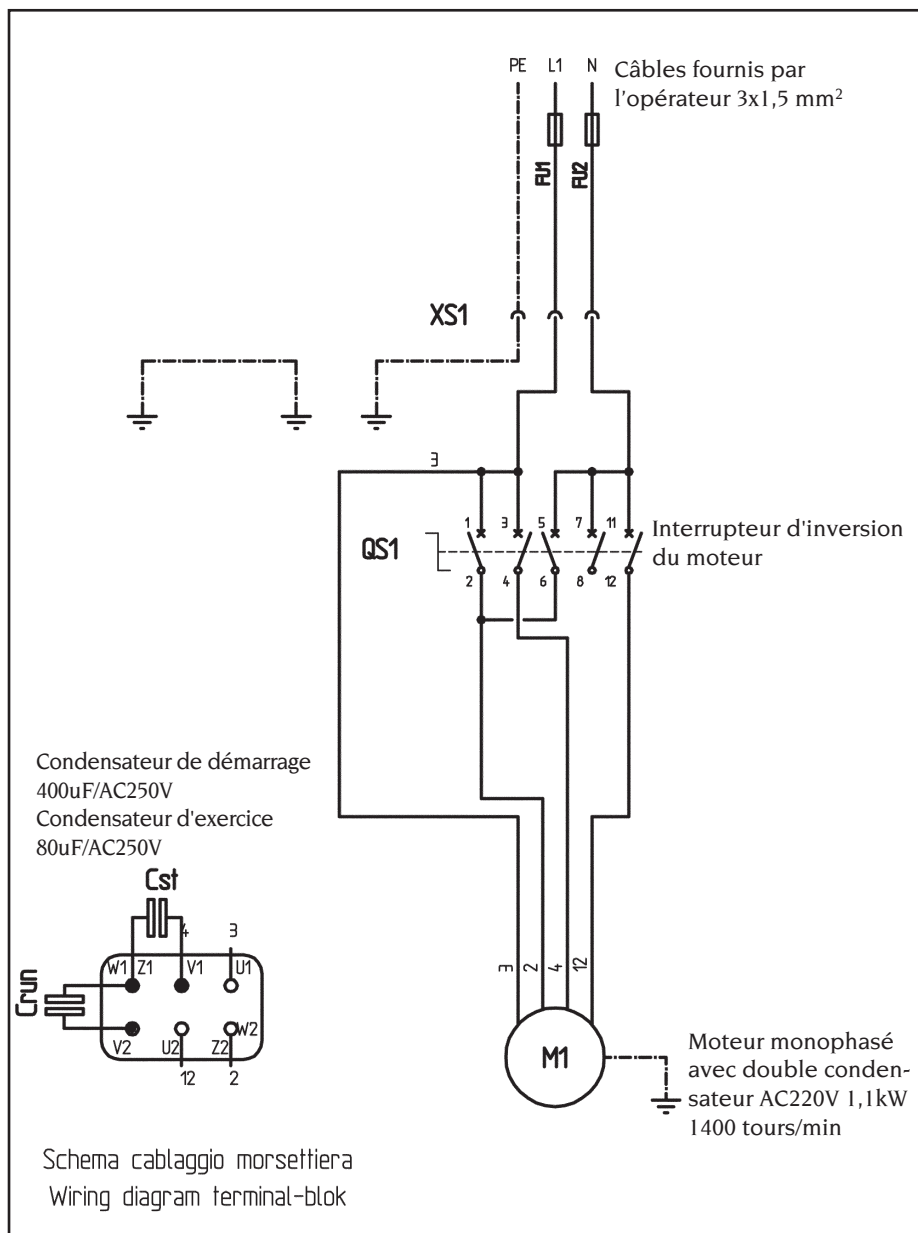 PE L1 N
Câbles fournis par
l'opérateur 3x1,5 mm²
FU1 FU2
XS1
3
1 3 5 7 11
QS1
Interrupteur d'inversion
du moteur
2 4 6 8 12
Condensateur de démarrage
400uF/AC250V
Condensateur d'exercice
80uF/AC250V
Cst
4 3
W1 Z1 V1 U1
Crun
V2 U2 Z2 W2
12 2
3 2 4 12
M1
Moteur monophasé
avec double conden-
sateur AC220V 1,1kW
1400 tours/min
Schema cablaggio morsettiera
Wiring diagram terminal-blok